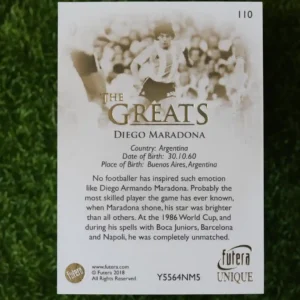 110
THE
GREATS
DIEGO MARADONA
Country: Argentina
Date of Birth: 30.10.60
Place of Birth: Buenos Aires, Argentina
No footballer has inspired such emotion
like Diego Armando Maradona. Probably the
most skilled player the game has ever known,
when Maradona shone, his star was brighter
than all others. At the 1986 World Cup, and
during his spells with Boca Juniors, Barcelona
and Napoli, he was completely unmatched.
futera
www.futera.com
© Futera 2018
All Rights Reserved
Y5564NM5
futera
UNIQUE